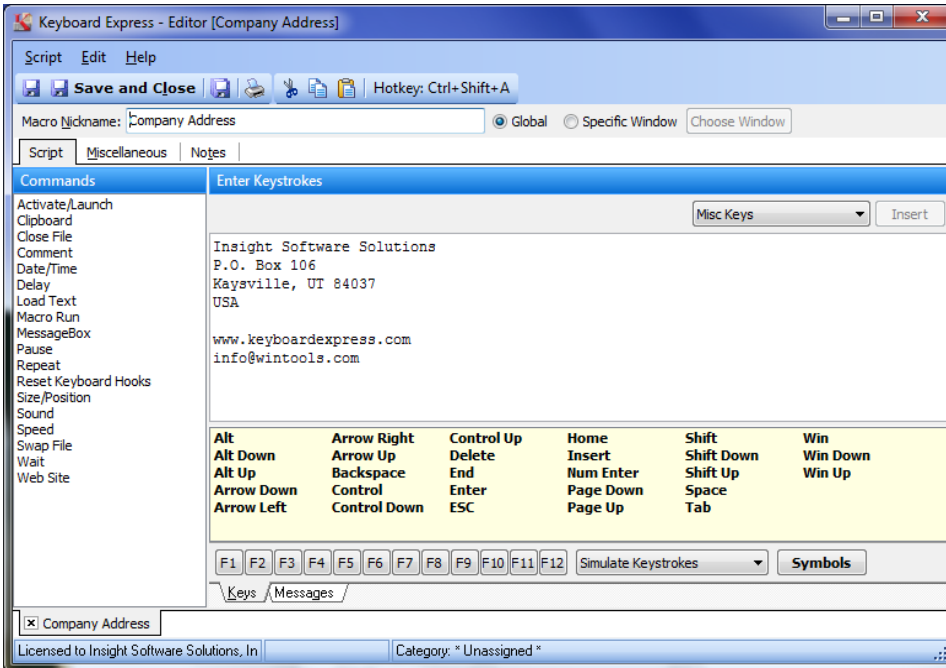 Keyboard Express - Editor [Company Address]
Script Edit Help
Save and Close Hotkey: Ctrl+Shift+A
Macro Nickname: Company Address Global Specific Window Choose Window
Script Miscellaneous Notes
Commands Enter Keystrokes
Misc Keys Insert
Activate/Launch
Clipboard
Close File
Comment
Date/Time
Delay
Load Text
Macro Run
MessageBox
Pause
Repeat
Reset Keyboard Hooks
Size/Position
Sound
Speed
Swap File
Wait
Web Site
Insight Software Solutions
P.O. Box 106
Kaysville, UT 84037
USA
www.keyboardexpress.com
info@wintools.com
Alt Arrow Right Control Up Home Shift Win
Alt Down Arrow Up Delete Insert Shift Down Win Down
Alt Up Backspace End Num Enter Shift Up Win Up
Arrow Down Control Enter Page Down Space
Arrow Left Control Down ESC Page Up Tab
F1 F2 F3 F4 F5 F6 F7 F8 F9 F10 F11 F12 Simulate Keystrokes Symbols
Keys Messages
Company Address
Licensed to Insight Software Solutions, In Category: * Unassigned *